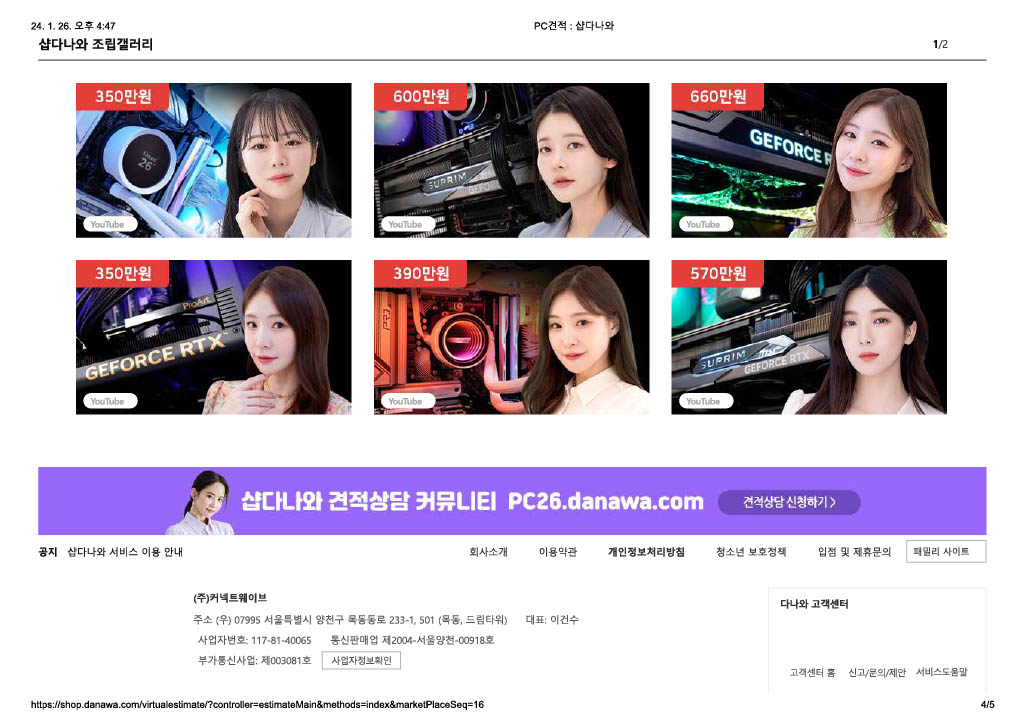 24. 1. 26. 오후 4:47
PC견적 : 샵다나와
샵다나와 조립갤러리
1/2
350만원
26
YouTube
600만원
SUPRIM
GEFORCE
YouTube
660만원
GEFORCE R
YouTube
350만원
ProArt
GEFORCE RTX
YouTube
390만원
YouTube
570만원
SUPRIM
GEFORCE RTX
YouTube
샵다나와 견적상담 커뮤니티 PC26.danawa.com 견적상담 신청하기 >
공지 샵다나와 서비스 이용 안내
회사소개 이용약관 개인정보처리방침 청소년 보호정책 입점 및 제휴문의 패밀리 사이트
(주)커넥트웨이브
주소 (우) 07995 서울특별시 양천구 목동동로 233-1, 501 (목동, 드림타워) 대표: 이건수
사업자번호: 117-81-40065 통신판매업 제2004-서울양천-00918호
부가통신사업: 제003081호 사업자정보확인
다나와 고객센터
고객센터 홈 신고/문의/제안 서비스도움말
https://shop.danawa.com/virtualestimate/?controller=estimateMain&methods=index&marketPlaceSeq=16
4/5